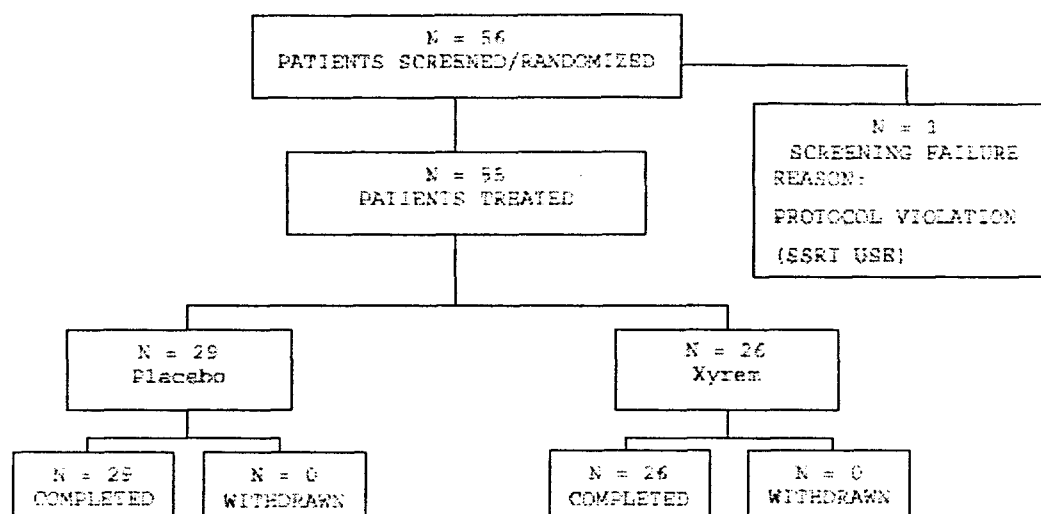 N = 56
PATIENTS SCREENED/RANDOMIZED
N = 1
SCREENING FAILURE
REASON:
PROTOCOL VIOLATION
(SSRI USE)
N = 55
PATIENTS TREATED
N = 29
Placebo
N = 26
Xyrem
N = 29
COMPLETED
N = 0
WITHDRAWN
N = 26
COMPLETED
N = 0
WITHDRAWN